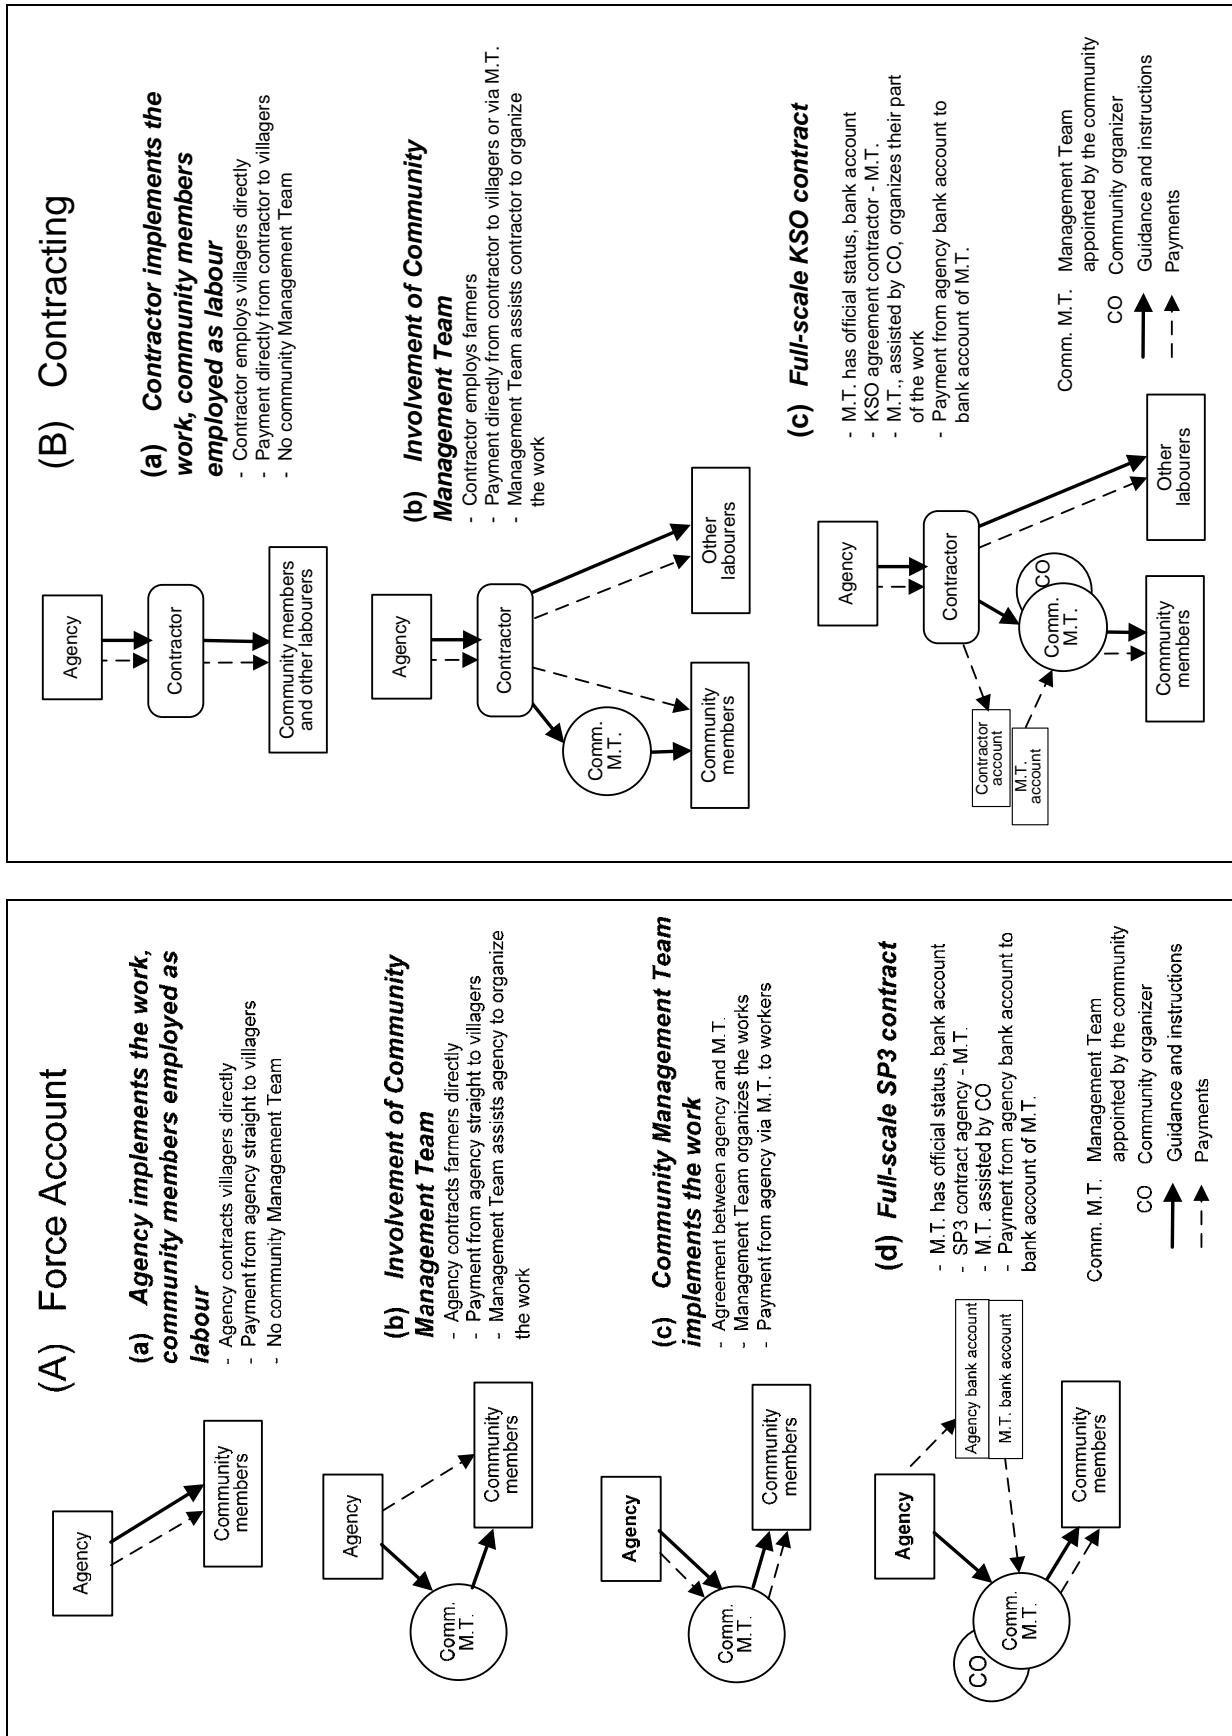 (A) Force Account
Agency
Community
members
(a) Agency implements the work,
community members employed as
labour
- Agency contracts villagers directly
- Payment from agency straight to villagers
- No community Management Team
Agency
Comm.
M.T.
Community
members
(b) Involvement of Community
Management Team
- Agency contracts farmers directly
- Payment from agency straight to villagers
- Management Team assists agency to organize
the work
Agency
Comm.
M.T.
Community
members
(c) Community Management Team
implements the work
- Agreement between agency and M.T.
- Management Team organizes the works
- Payment from agency via M.T. to workers
Agency
Agency bank account
M.T. bank account
CO
Comm.
M.T.
Community
members
(d) Full-scale SP3 contract
- M.T. has official status, bank account
- SP3 contract agency - M.T.
- M.T. assisted by CO
- Payment from agency bank account to
bank account of M.T.
Comm. M.T. Management Team
appointed by the community
CO Community organizer
Guidance and instructions
Payments
(B) Contracting
Agency
Contractor
Community members
and other labourers
(a) Contractor implements the
work, community members
employed as labour
- Contractor employs villagers directly
- Payment directly from contractor to villagers
- No community Management Team
Agency
Contractor
Comm.
M.T.
Community
members
Other
labourers
(b) Involvement of Community
Management Team
- Contractor employs farmers
- Payment directly from contractor to villagers or via M.T.
- Management Team assists contractor to organize
the work
Agency
Contractor
Contractor
account
M.T.
account
CO
Comm.
M.T.
Community
members
Other
labourers
(c) Full-scale KSO contract
- M.T. has official status, bank account
- KSO agreement contractor - M.T.
- M.T., assisted by CO, organizes their part
of the work
- Payment from agency bank account to
bank account of M.T.
Comm. M.T. Management Team
appointed by the community
CO Community organizer
Guidance and instructions
Payments